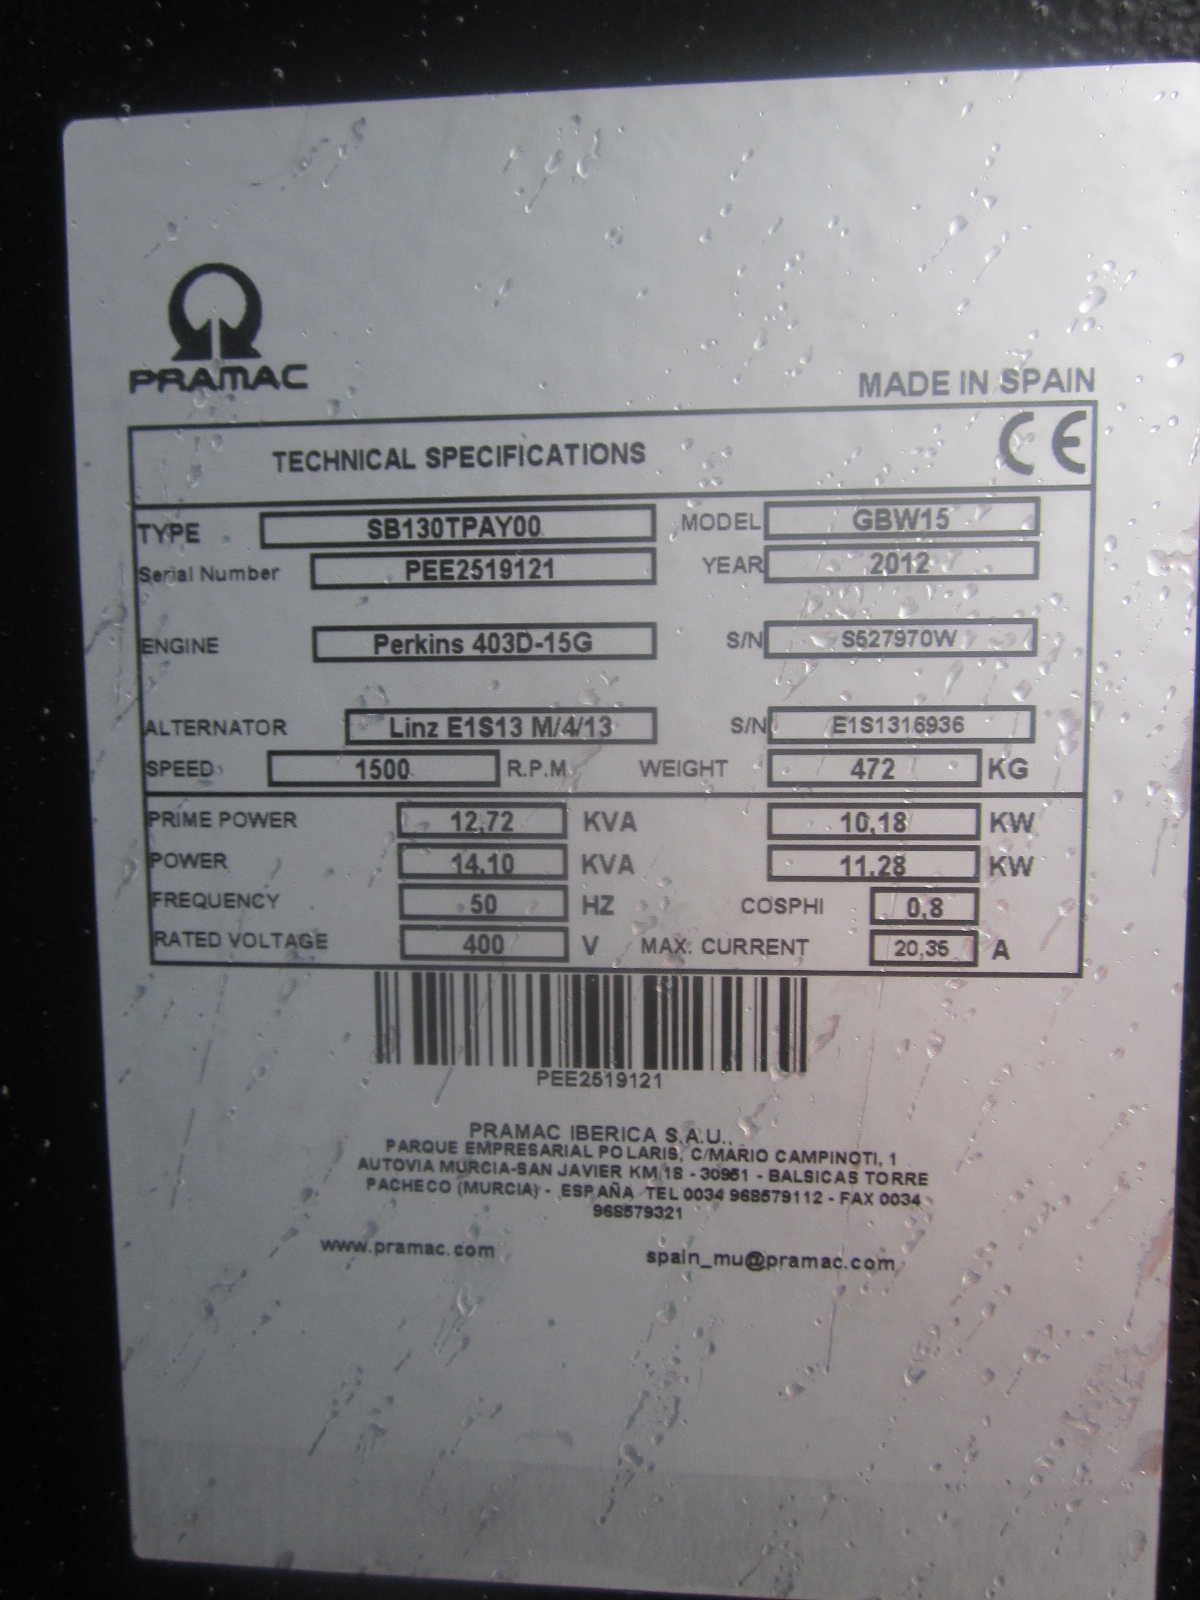 PRAMAC
MADE IN SPAIN
TECHNICAL SPECIFICATIONS CE
TYPE SB130TPAY00 MODEL GBW15
Serial Number PEE2519121 YEAR 2012
ENGINE Perkins 403D-15G S/N S527970W
ALTERNATOR Linz E1S13 M/4/13 S/N E1S1316936
SPEED 1500 R.P.M WEIGHT 472 KG
PRIME POWER 12,72 KVA 10,18 KW
POWER 14,10 KVA 11,28 KW
FREQUENCY 50 HZ COSPHI 0,8
RATED VOLTAGE 400 V MAX. CURRENT 20,35 A
PEE2519121
PRAMAC IBERICA S.A.U..
PARQUE EMPRESARIAL POLARIS, C/MARIO CAMPINOTI, 1
AUTOVIA MURCIA-SAN JAVIER KM 18 - 30951 - BALSICAS TORRE
PACHECO (MURCIA) - ESPAÑA TEL 0034 968579112 - FAX 0034
968579321
www.pramac.com spain_mu@pramac.com